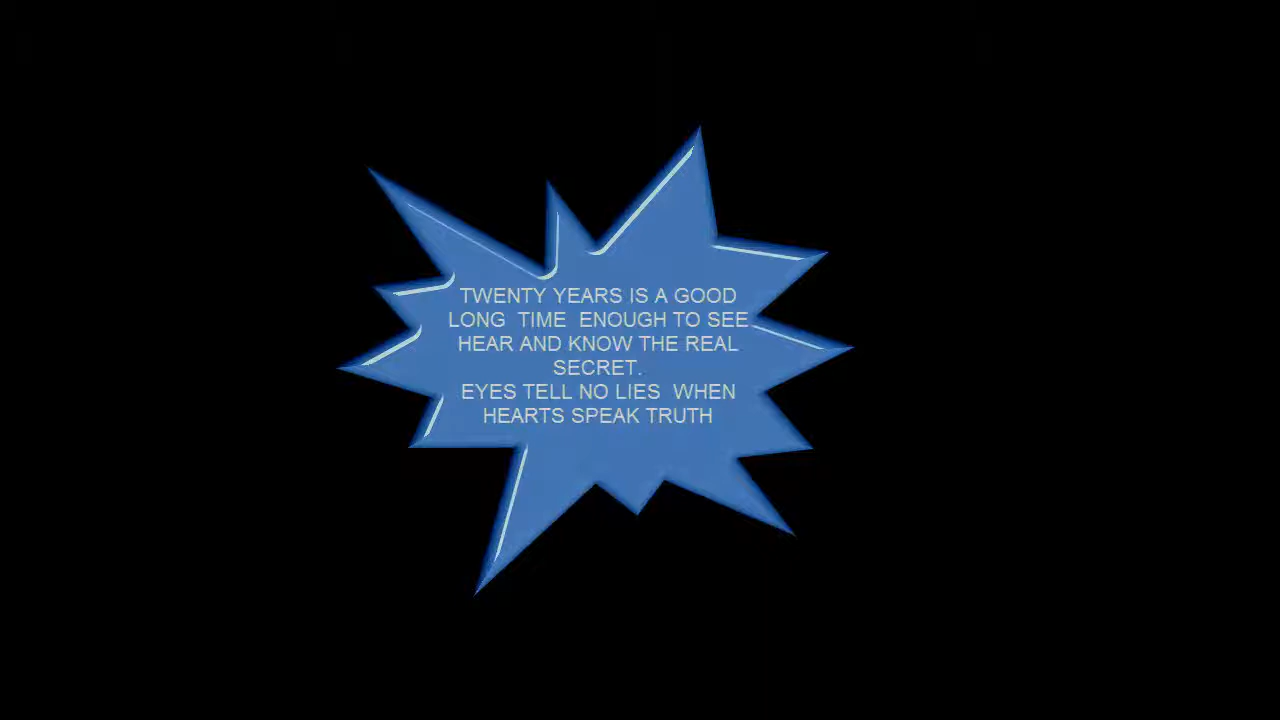 TWENTY YEARS IS A GOOD
LONG  TIME  ENOUGH TO SEE
HEAR AND KNOW THE REAL
SECRET.
EYES TELL NO LIES  WHEN
HEARTS SPEAK TRUTH